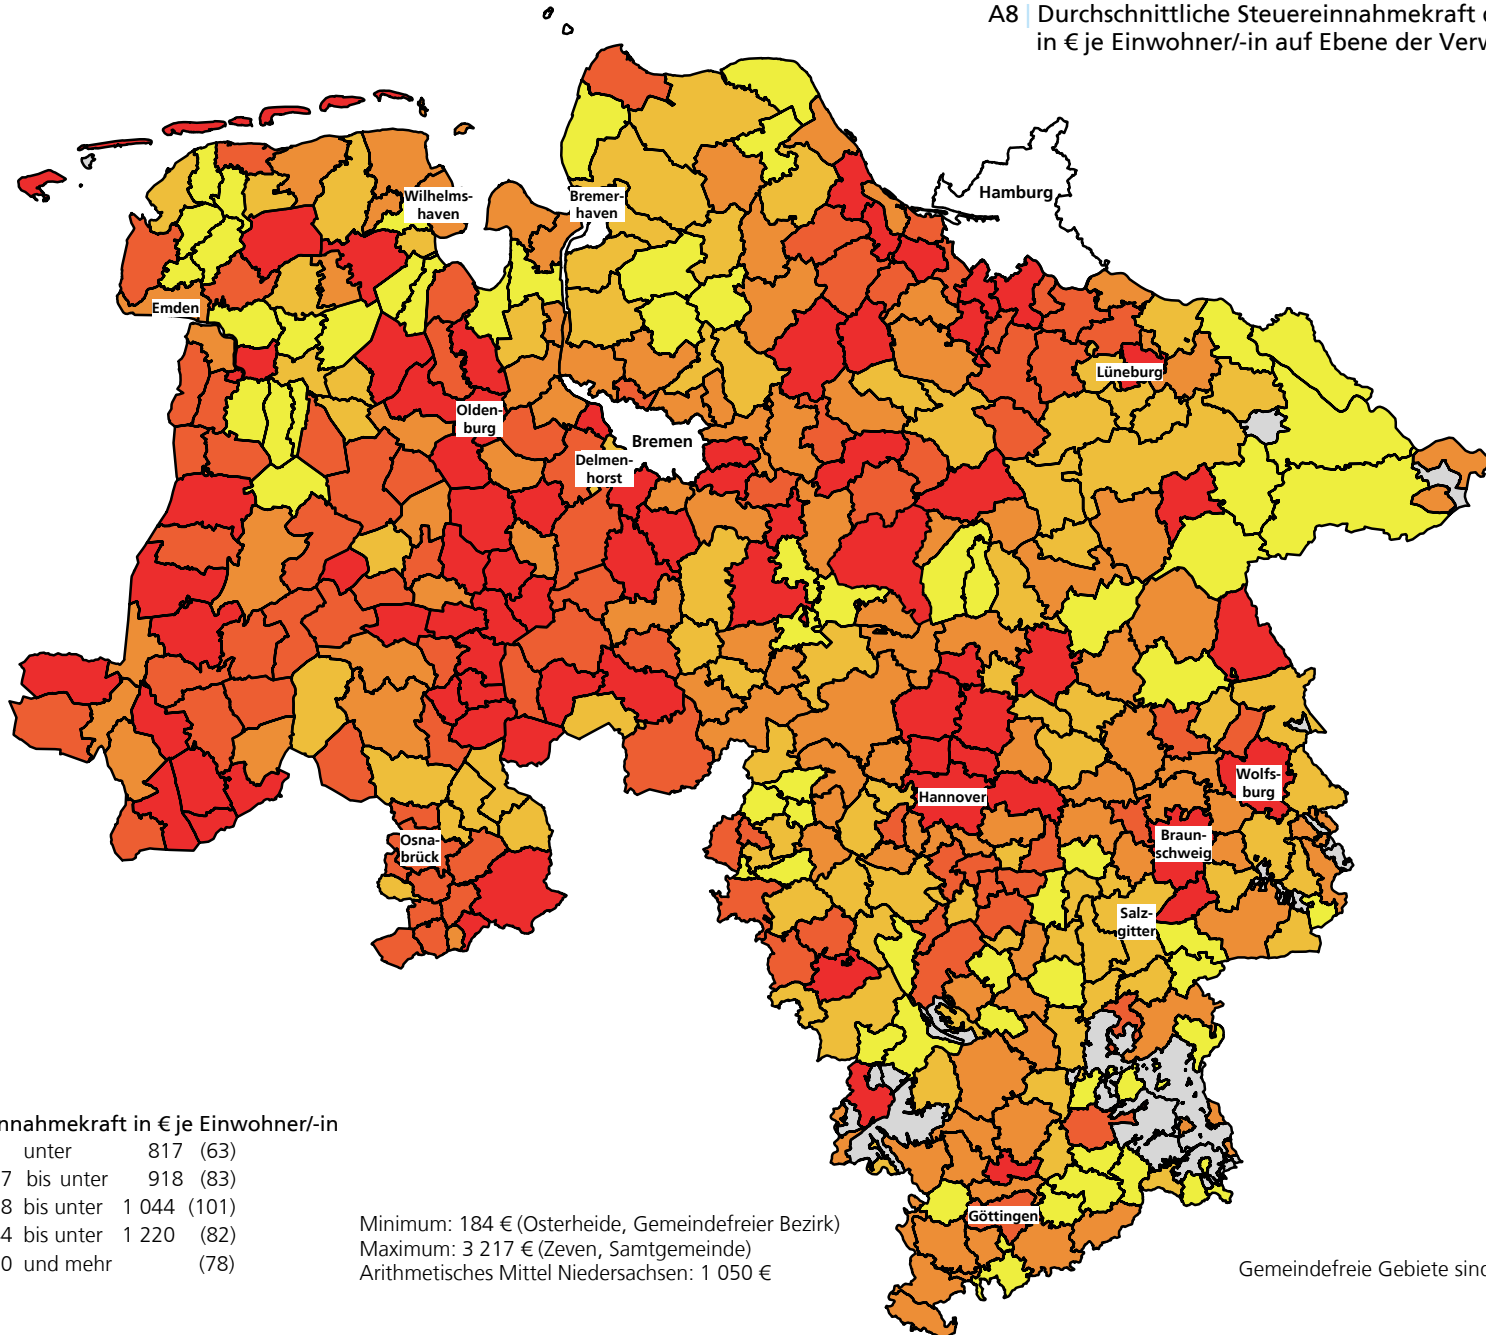 A8 | Durchschnittliche Steuereinnahmekraft
in € je Einwohner/-in auf Ebene der
Hamburg
Wilhelms-
haven
Bremer-
haven
Emden
Lüneburg
Olden-
burg
Bremen
Delmen-
horst
Wolfs-
burg
Hannover
Osna-
brück
Braun-
schweig
Salz-
gitter
Göttingen
nnahmekraft in € je Einwohner/-in
unter 817 (63)
7 bis unter 918 (83)
8 bis unter 1 044 (101)
4 bis unter 1 220 (82)
0 und mehr (78)
Minimum: 184 € (Osterheide, Gemeindefreier Bezirk)
Maximum: 3 217 € (Zeven, Samtgemeinde)
Arithmetisches Mittel Niedersachsen: 1 050 €
Gemeindefreie Gebiete sind